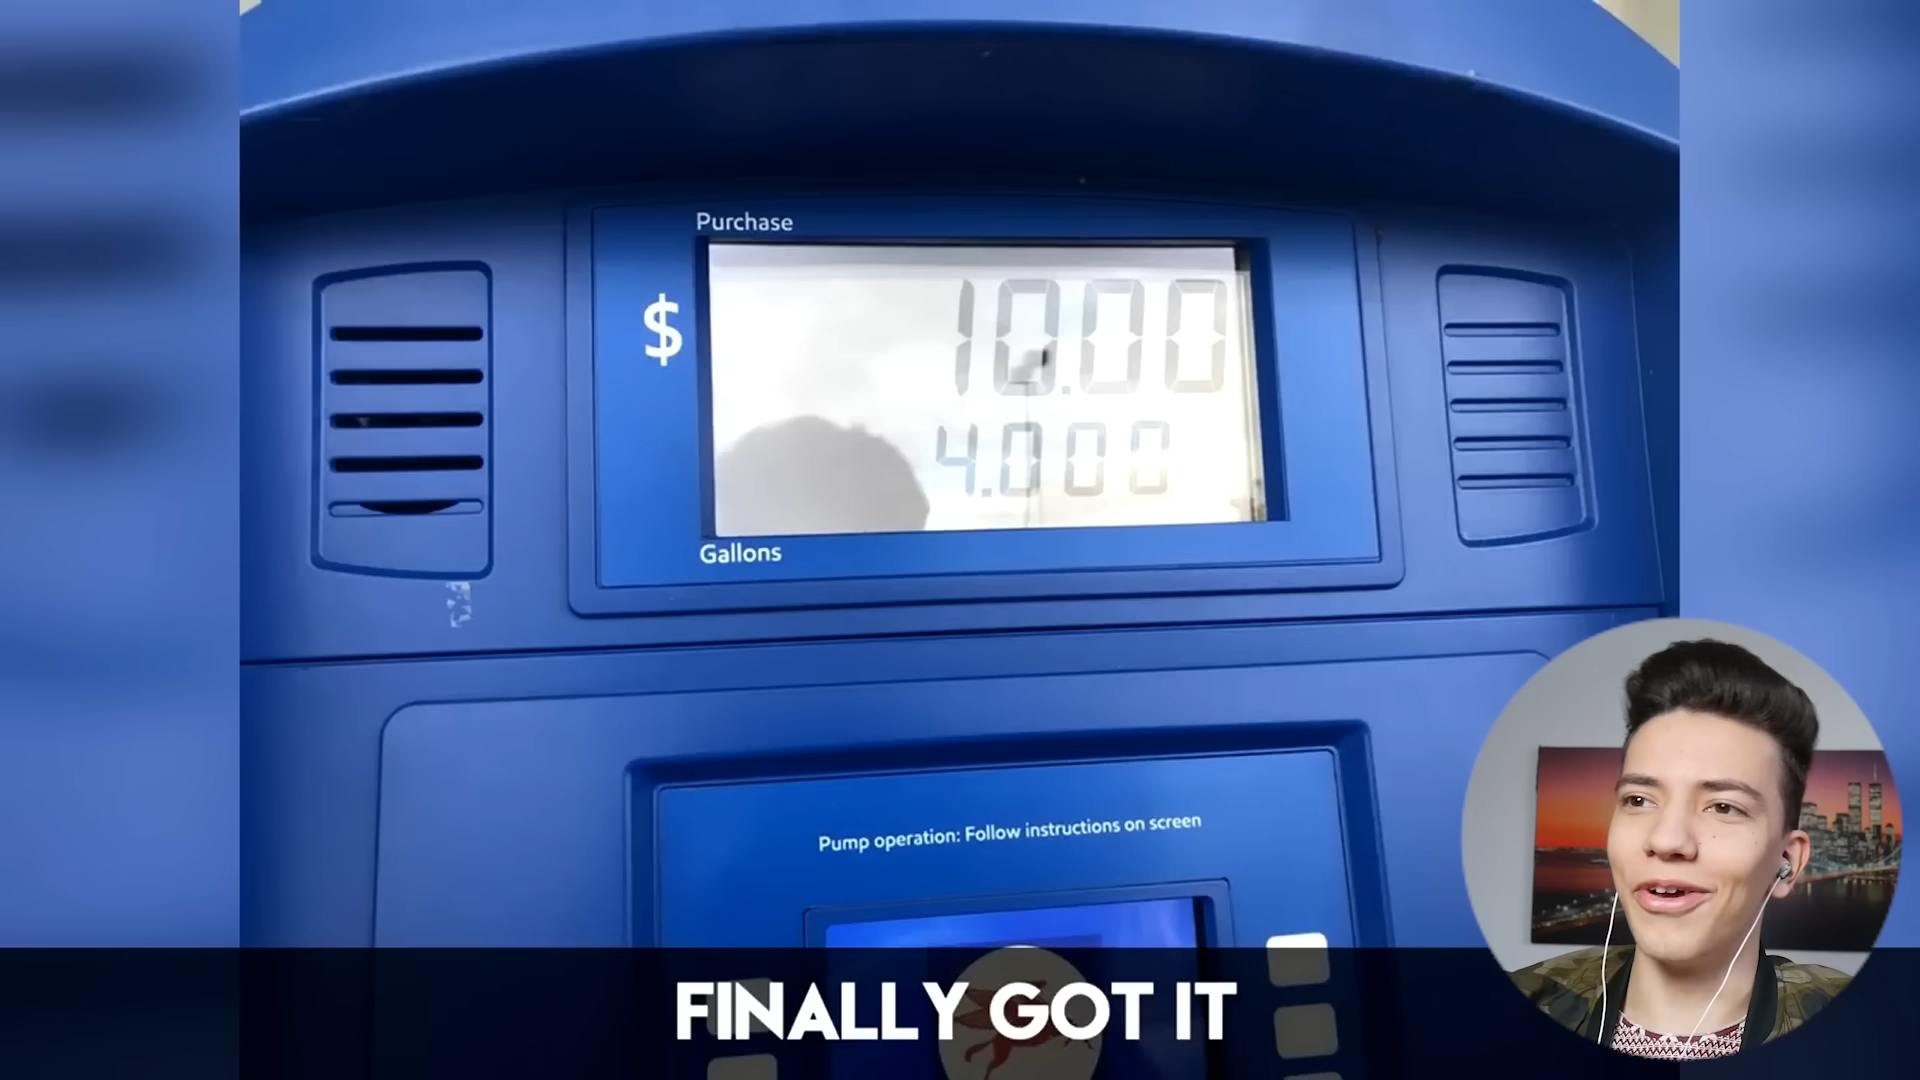 Purchase
$
10.00
4.000
Gallons
Pump operation: Follow instructions on screen
FINALLY GOT IT